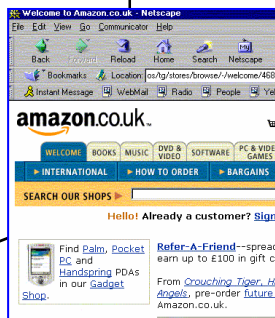 Welcome to Amazon.co.uk - Netscape
File Edit View Go Communicator Help
Back Forward Reload Home Search Netscape
Bookmarks Location: os/tg/stores/browse/-/welcome/468
Instant Message WebMail Radio People Yel
amazon.co.uk
WELCOME BOOKS MUSIC DVD & VIDEO SOFTWARE PC & VIDE GAMES
INTERNATIONAL HOW TO ORDER BARGAINS
SEARCH OUR SHOPS
Hello! Already a customer? Sign
Find Palm, Pocket PC and Handspring PDAs in our Gadget Shop.
Refer-A-Friend--spread
earn up to £100 in gift c
From Crouching Tiger, H
Angels, pre-order future
Amazon.co.uk.